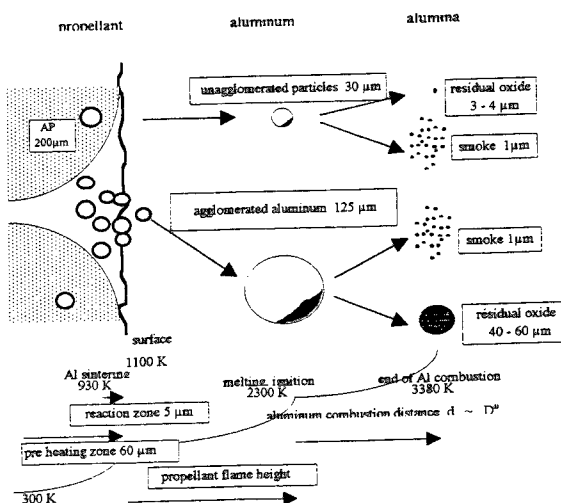 propellant aluminum alumina
unagglomerated particles 30 µm
residual oxide
3 - 4 µm
AP
200µm
smoke 1µm
agglomerated aluminum 125 µm
smoke 1µm
residual oxide
40 - 60 µm
surface
1100 K
Al sintering
930 K
melting, ignition
2300 K
end of Al combustion
3380 K
reaction zone 5 µm
aluminum combustion distance d ~ Dⁿ
pre heating zone 60 µm
propellant flame height
300 K